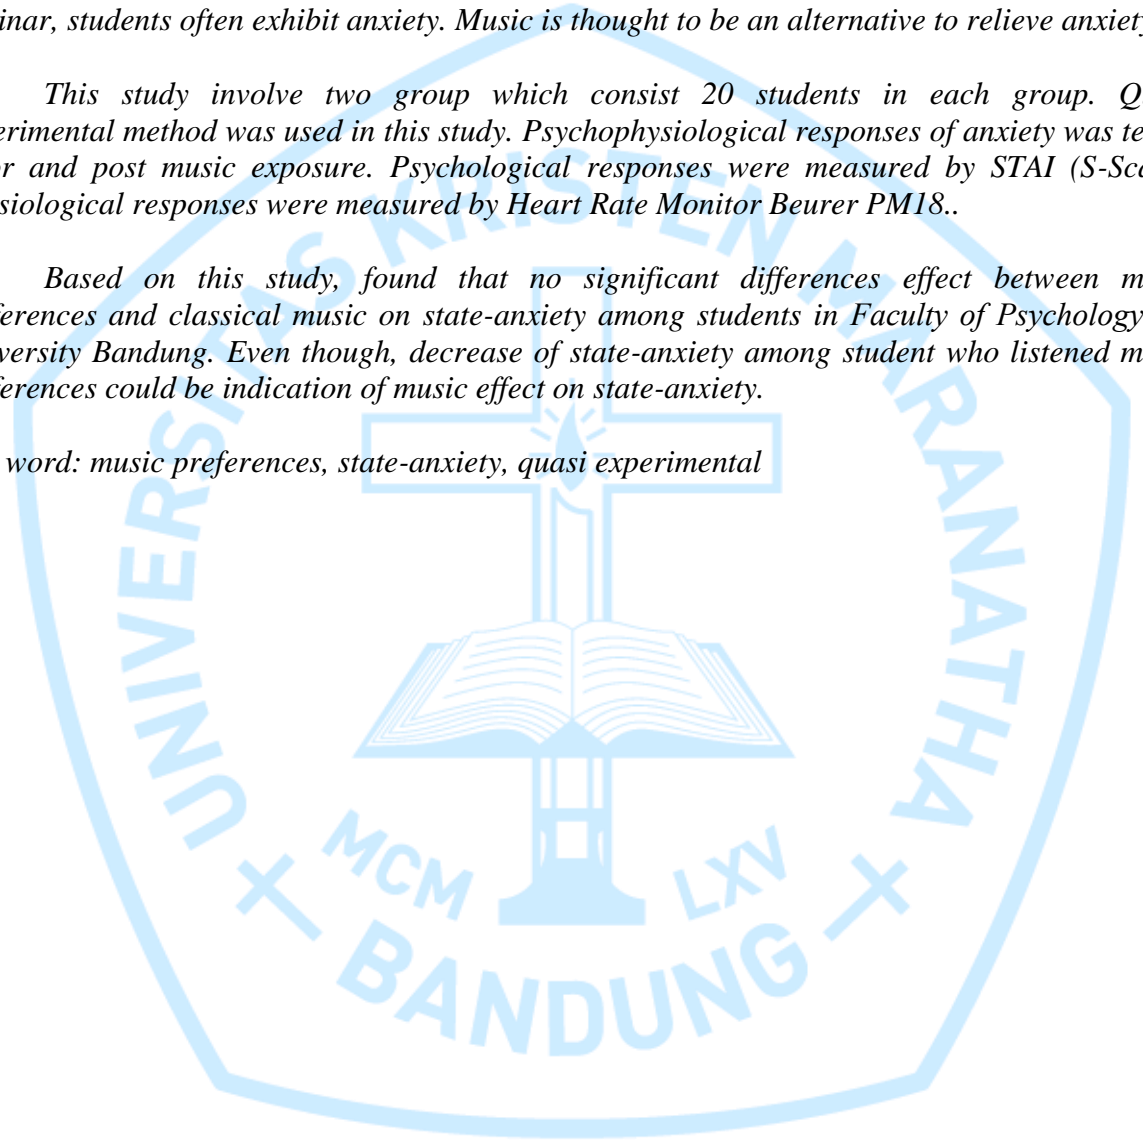 inar, students often exhibit anxiety. Music is thought to be an alternative to relieve anxiety
This study involve two group which consist 20 students in each group. Q
erimental method was used in this study. Psychophysiological responses of anxiety was te
or and post music exposure. Psychological responses were measured by STAI (S-Sca
siological responses were measured by Heart Rate Monitor Beurer PM18..
Based on this study, found that no significant differences effect between m
ferences and classical music on state-anxiety among students in Faculty of Psychology
versity Bandung. Even though, decrease of state-anxiety among student who listened m
ferences could be indication of music effect on state-anxiety.
word: music preferences, state-anxiety, quasi experimental
UNIVERSITAS KRISTEN MARANATHA
MCM LXV
BANDUNG